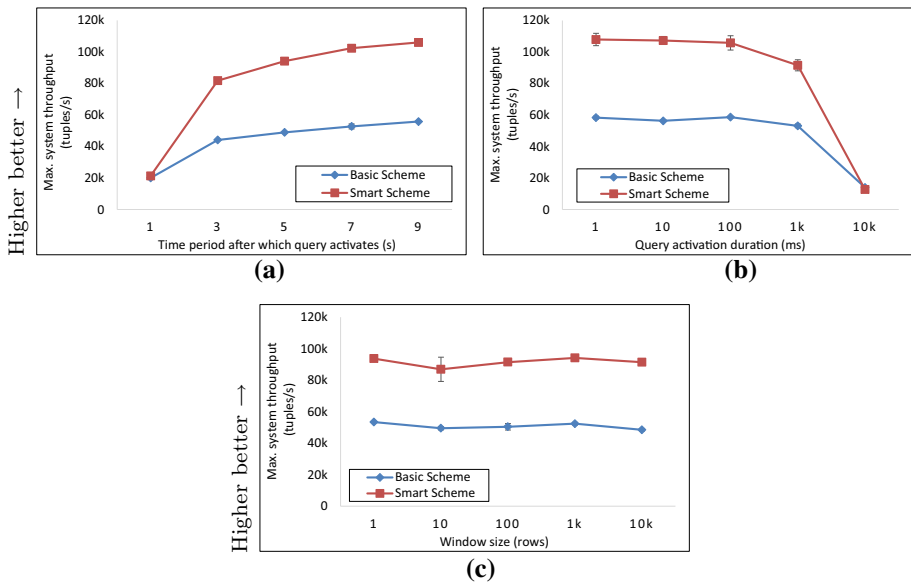 Higher better →
Max. system throughput
(tuples/s)
120k
100k
80k
60k
40k
20k
0
Basic Scheme
Smart Scheme
1 3 5 7 9
Time period after which query activates (s)
(a)
Max. system throughput
(tuples/s)
120k
100k
80k
60k
40k
20k
0
Basic Scheme
Smart Scheme
1 10 100 1k 10k
Query activation duration (ms)
(b)
Higher better →
Max. system throughput
(tuples/s)
120k
100k
80k
60k
40k
20k
0
Basic Scheme
Smart Scheme
1 10 100 1k 10k
Window size (rows)
(c)